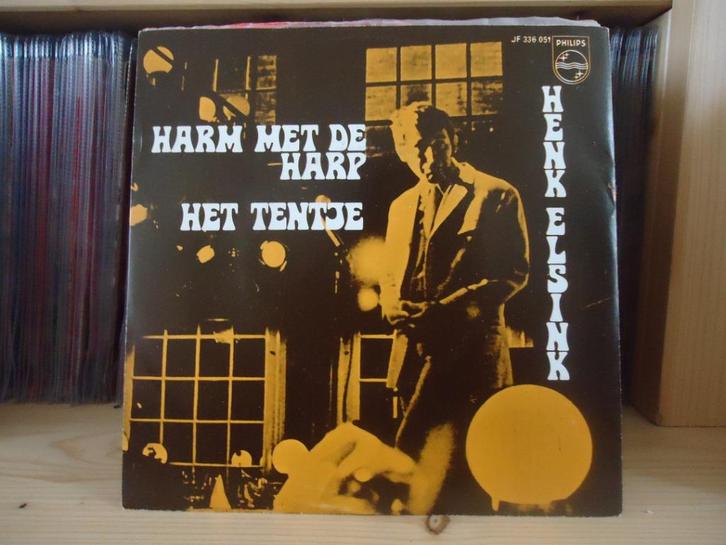 JF 336 051
PHILIPS
HARM MET DE
HARP
HET TENTJE
HENK ELSINK